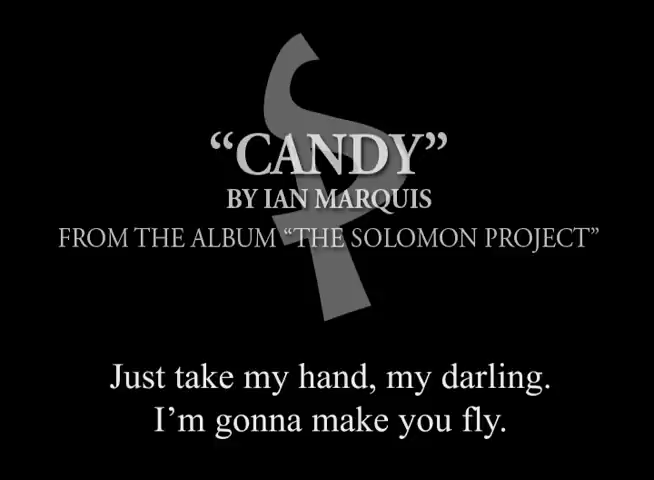 “CANDY”
BY IAN MARQUIS
FROM THE ALBUM “THE SOLOMON PROJECT”
Just take my hand, my darling.
I’m gonna make you fly.